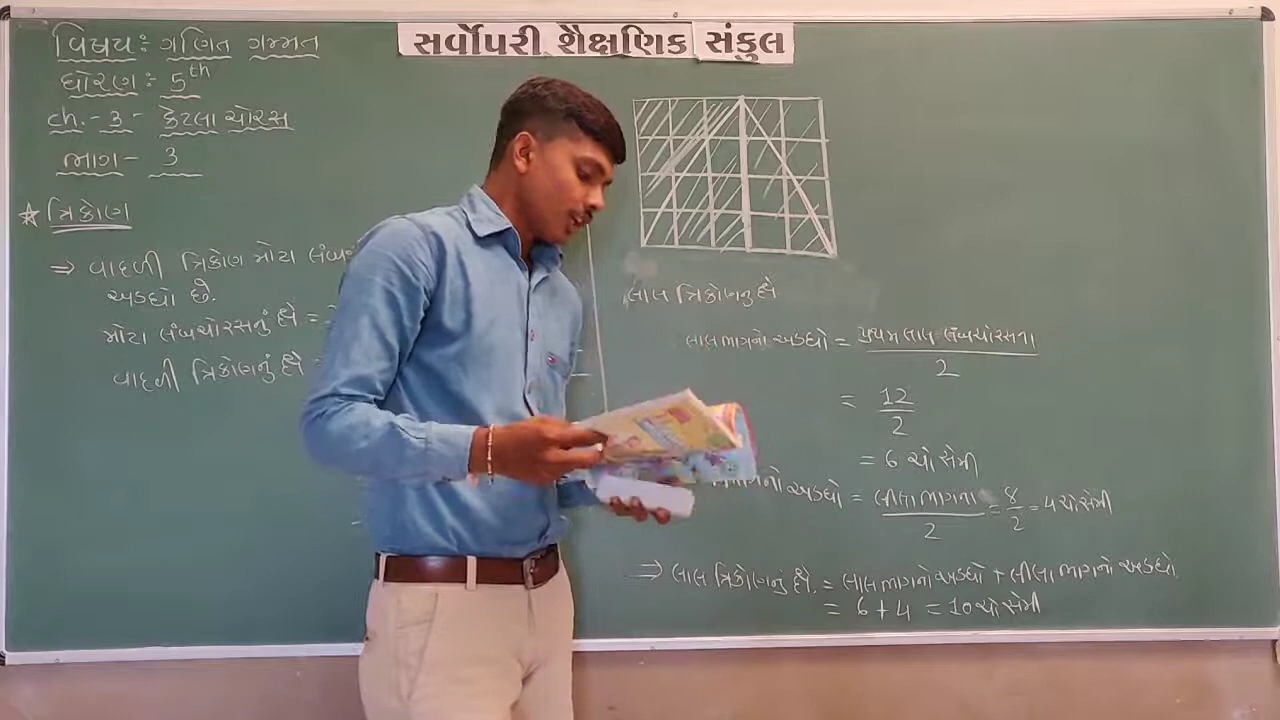 સર્વોપરી શૈક્ષણિક સંકુલ
વિષય: ગણિત ગમ્મત
ધોરણ: 5th
ch.- 3 - કેટલા ચોરસ
ભાગ - 3
★ ત્રિકોણ
⇒ વાદળી ત્રિકોણ મોટા
અડધો છે.
મોટા લંબચોરસનું ક્ષે =
વાદળી ત્રિકોણનું ક્ષે =
લાલ ત્રિકોણનું ક્ષે
લાલ ભાગનો અડધો = પ્રથમ લાલ લંબચોરસના / 2
= 12/2
= 6 ચો સેમી
અડધો = લીલા ભાગના / 2 = 8/2 = 4 ચો સેમી
⇒ લાલ ત્રિકોણનું ક્ષે. = લાલ ભાગનો અડધો + લીલા ભાગનો અડધો
= 6 + 4 = 10 ચો સેમી